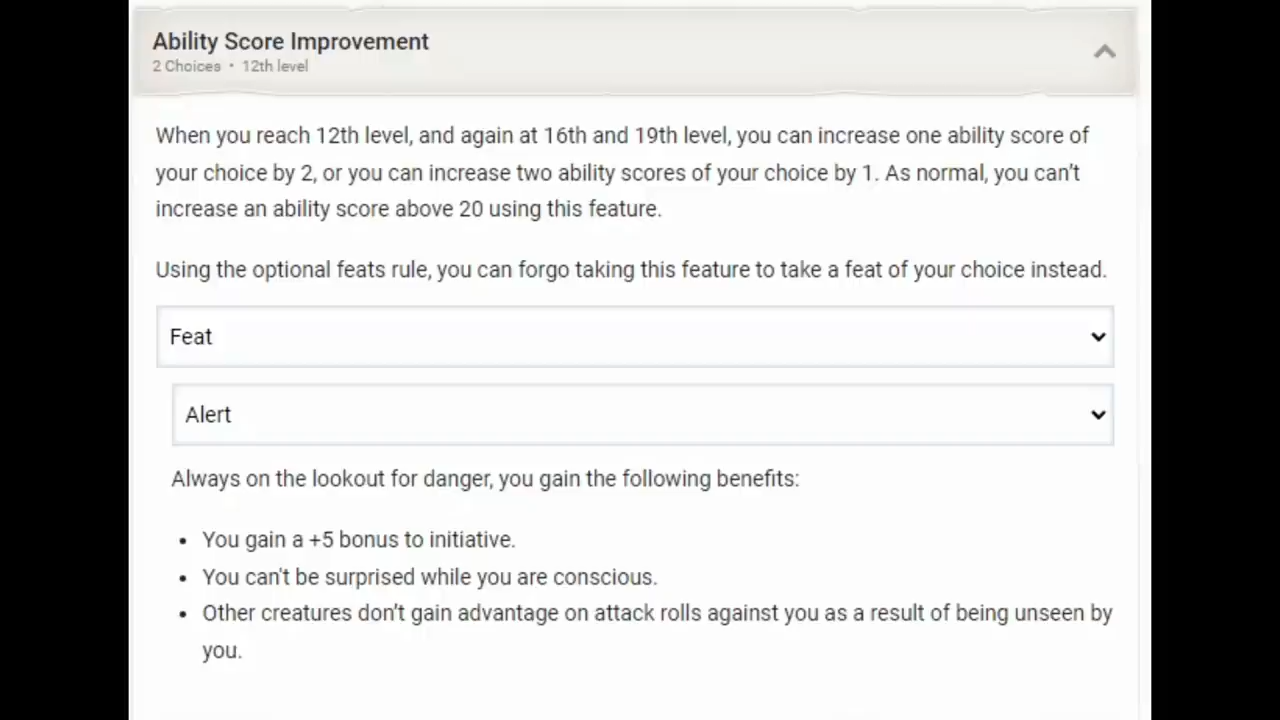 Ability Score Improvement
2 Choices • 12th level
When you reach 12th level, and again at 16th and 19th level, you can increase one ability score of
your choice by 2, or you can increase two ability scores of your choice by 1. As normal, you can't
increase an ability score above 20 using this feature.
Using the optional feats rule, you can forgo taking this feature to take a feat of your choice instead.
Feat
Alert
Always on the lookout for danger, you gain the following benefits:
• You gain a +5 bonus to initiative.
• You can't be surprised while you are conscious.
• Other creatures don't gain advantage on attack rolls against you as a result of being unseen by
you.